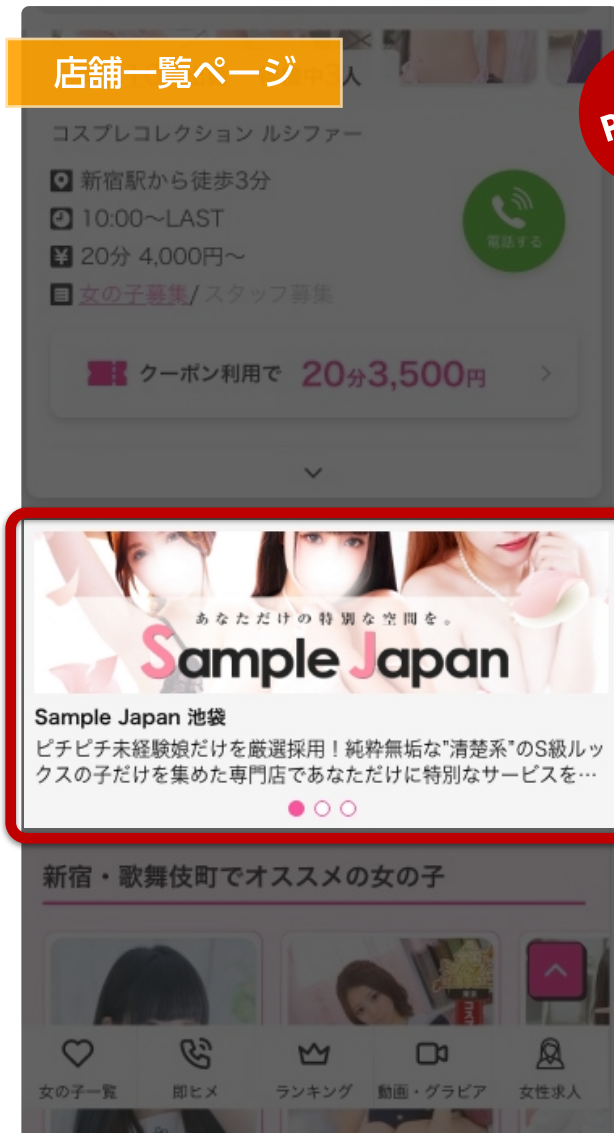 店舗一覧ページ
人
コスプレコレクション ルシファー
新宿駅から徒歩3分
10:00〜LAST
¥ 20分 4,000円〜
女の子募集/スタッフ募集
電話する
クーポン利用で 20分3,500円
あなただけの特別な空間を。
Sample Japan
Sample Japan 池袋
ピチピチ未経験娘だけを厳選採用！純粋無垢な”清楚系”のS級ルッ
クスの子だけを集めた専門店であなただけに特別なサービスを…
新宿・歌舞伎町でオススメの女の子
女の子一覧
即ヒメ
ランキング
動画・グラビア
女性求人